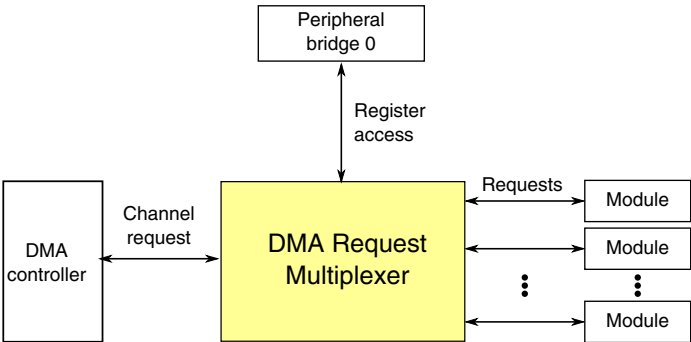 Peripheral
bridge 0
Register
access
Requests
Module
Channel
request
DMA
controller
DMA Request
Multiplexer
Module
Module